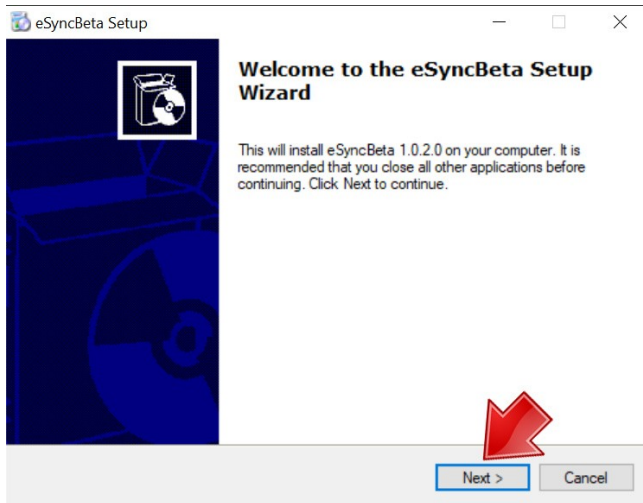 eSyncBeta Setup
Welcome to the eSyncBeta Setup
Wizard
This will install eSyncBeta 1.0.2.0 on your computer. It is
recommended that you close all other applications before
continuing. Click Next to continue.
Next >
Cancel